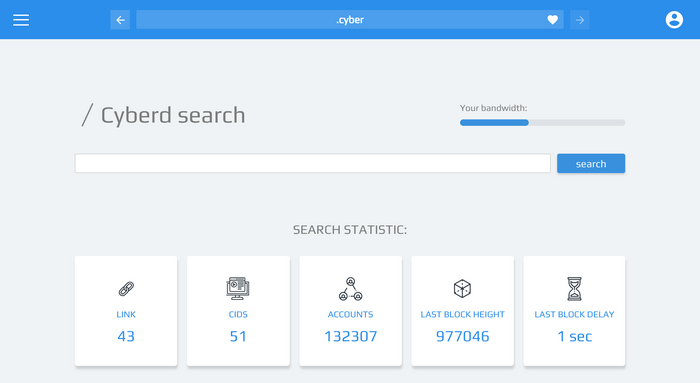 .cyber
/ Cyberd search
Your bandwidth:
search
SEARCH STATISTIC:
LINK
43
CIDS
51
ACCOUNTS
132307
LAST BLOCK HEIGHT
977046
LAST BLOCK DELAY
1 sec